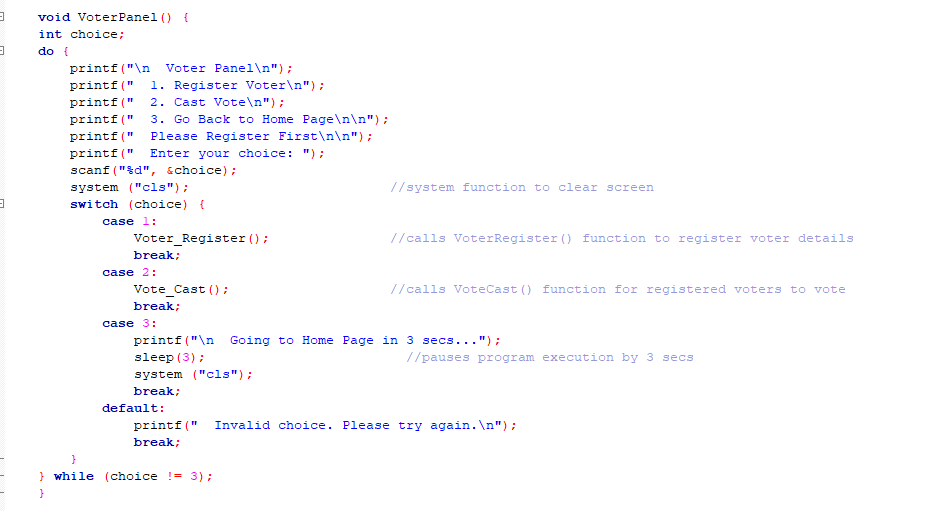 void VoterPanel() {
int choice;
do {
printf("\n  Voter Panel\n");
printf("  1. Register Voter\n");
printf("  2. Cast Vote\n");
printf("  3. Go Back to Home Page\n\n");
printf("  Please Register First\n\n");
printf("  Enter your choice: ");
scanf("%d", &choice);
system ("cls"); //system function to clear screen
switch (choice) {
case 1:
Voter_Register(); //calls VoterRegister() function to register voter details
break;
case 2:
Vote_Cast(); //calls VoteCast() function for registered voters to vote
break;
case 3:
printf("\n  Going to Home Page in 3 secs...");
sleep(3); //pauses program execution by 3 secs
system ("cls");
break;
default:
printf("  Invalid choice. Please try again.\n");
break;
}
} while (choice != 3);
}